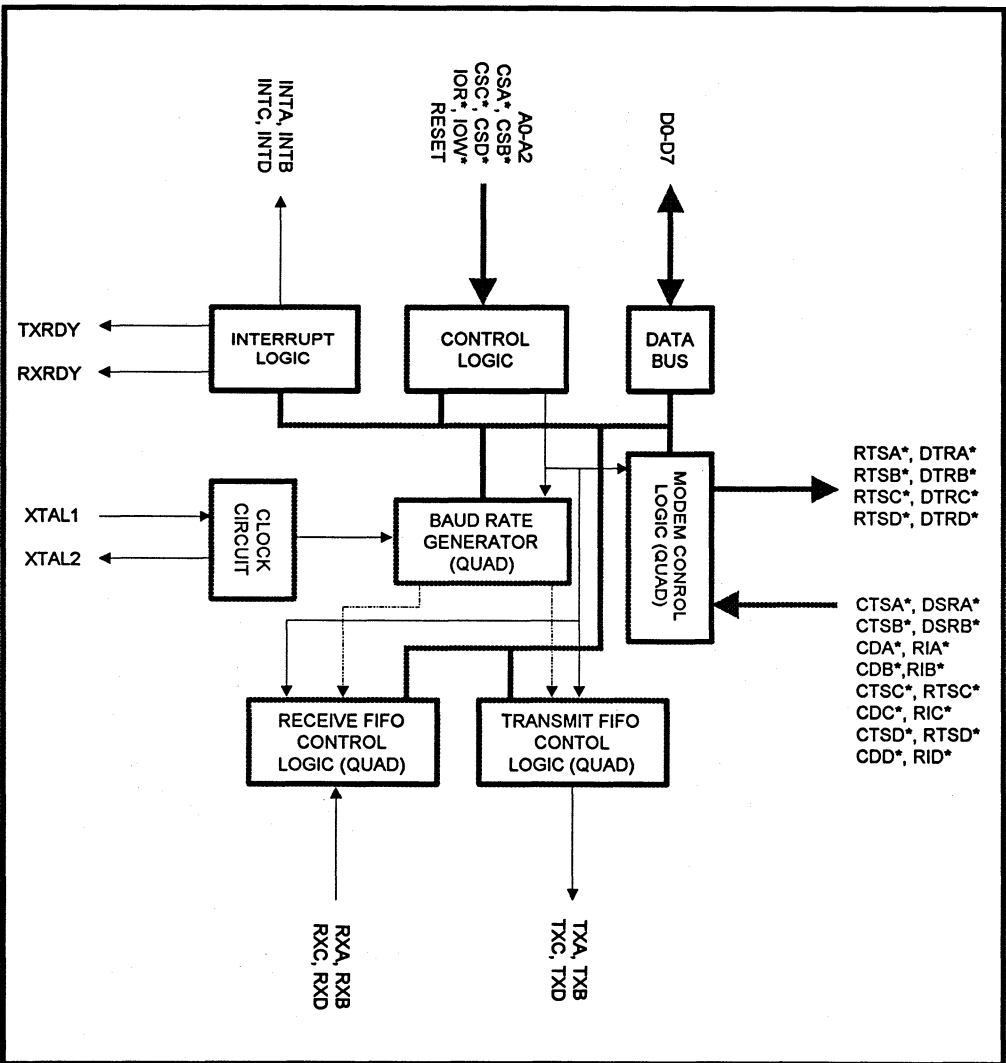 INTA, INTB
INTC, INTD
A0-A2
CSA*, CSB*
CSC*, CSD*
IOR*, IOW*
RESET
D0-D7
TXRDY
RXRDY
INTERRUPT
LOGIC
CONTROL
LOGIC
DATA
BUS
XTAL1
XTAL2
CLOCK
CIRCUIT
BAUD RATE
GENERATOR
(QUAD)
MODEM CONROL
LOGIC (QUAD)
RTSA*, DTRA*
RTSB*, DTRB*
RTSC*, DTRC*
RTSD*, DTRD*
CTSA*, DSRA*
CTSB*, DSRB*
CDA*, RIA*
CDB*,RIB*
CTSC*, RTSC*
CDC*, RIC*
CTSD*, RTSD*
CDD*, RID*
RECEIVE FIFO
CONTROL
LOGIC (QUAD)
TRANSMIT FIFO
CONTOL
LOGIC (QUAD)
RXA, RXB
RXC, RXD
TXA, TXB
TXC, TXD